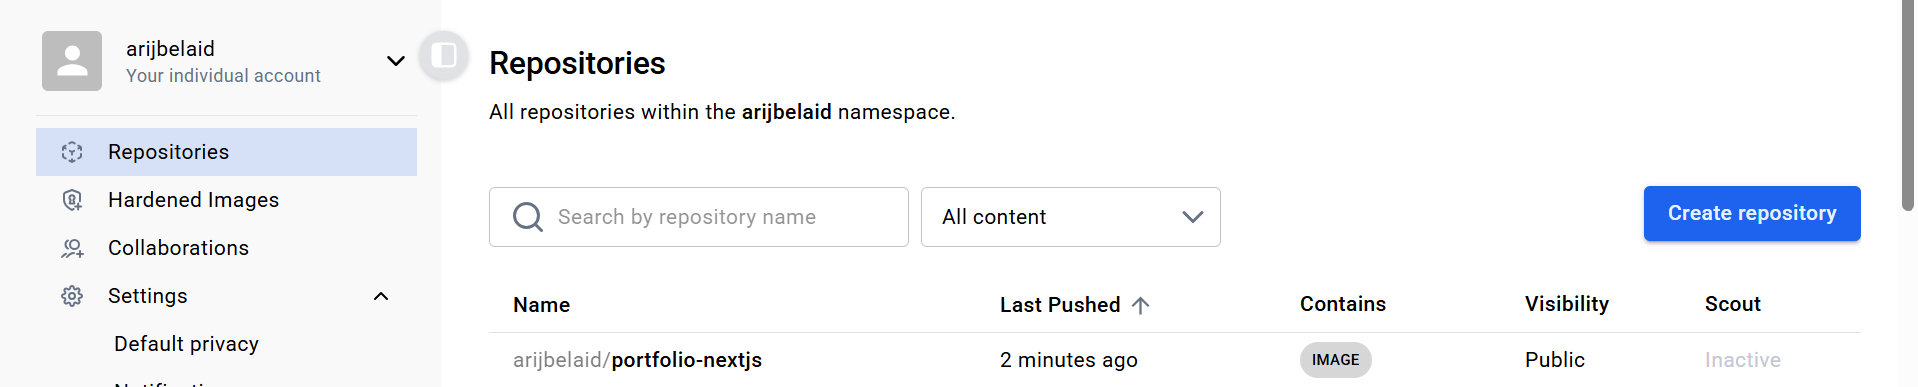 arijbelaid
Your individual account
Repositories
Hardened Images
Collaborations
Settings
Default privacy
Repositories
All repositories within the arijbelaid namespace.
Search by repository name
All content
Create repository
Name Last Pushed Contains Visibility Scout
arijbelaid/portfolio-nextjs 2 minutes ago IMAGE Public Inactive